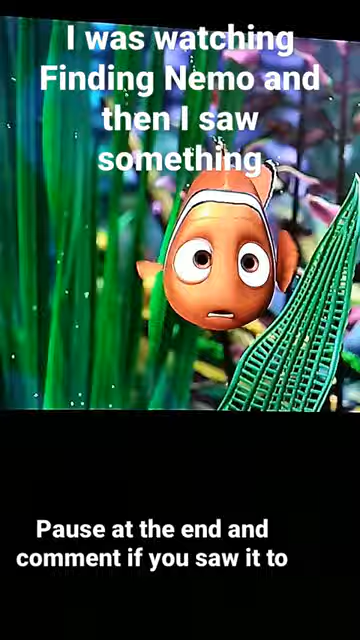 I was watching
Finding Nemo and
then I saw
something
Pause at the end and
comment if you saw it to